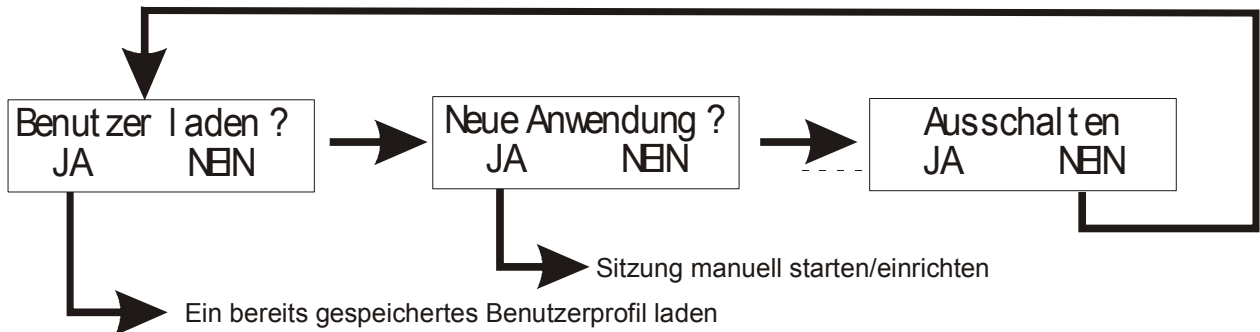 Benutzer laden ?
JA NEIN
Neue Anwendung ?
JA NEIN
Ausschalten
JA NEIN
Sitzung manuell starten/einrichten
Ein bereits gespeichertes Benutzerprofil laden